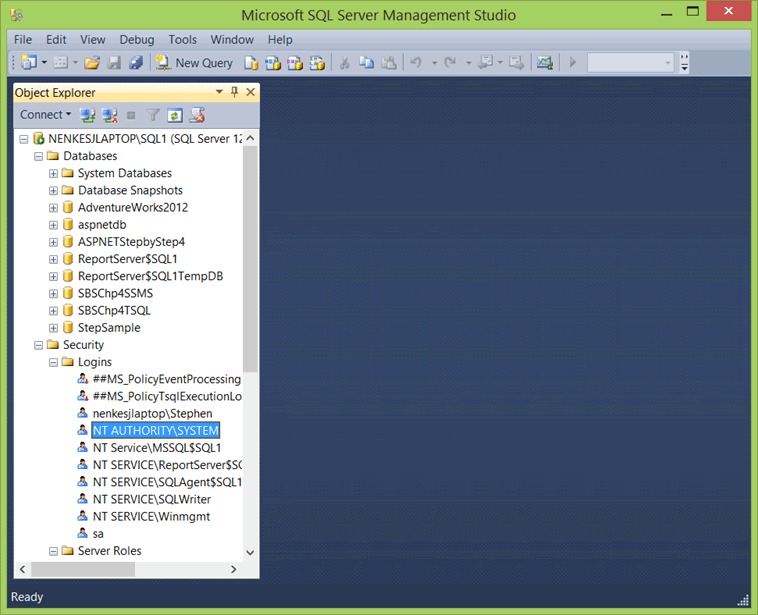 Microsoft SQL Server Management Studio
File Edit View Debug Tools Window Help
New Query
Object Explorer
Connect
NENKESJLAPTOP\SQL1 (SQL Server 12
Databases
System Databases
Database Snapshots
AdventureWorks2012
aspnetdb
ASPNETStepbyStep4
ReportServer$SQL1
ReportServer$SQL1TempDB
SBSChp4SSMS
SBSChp4TSQL
StepSample
Security
Logins
##MS_PolicyEventProcessing
##MS_PolicyTsqlExecutionLo
nenkesjlaptop\Stephen
NT AUTHORITY\SYSTEM
NT Service\MSSQL$SQL1
NT SERVICE\ReportServer$SQ
NT SERVICE\SQLAgent$SQL1
NT SERVICE\SQLWriter
NT SERVICE\Winmgmt
sa
Server Roles
Ready